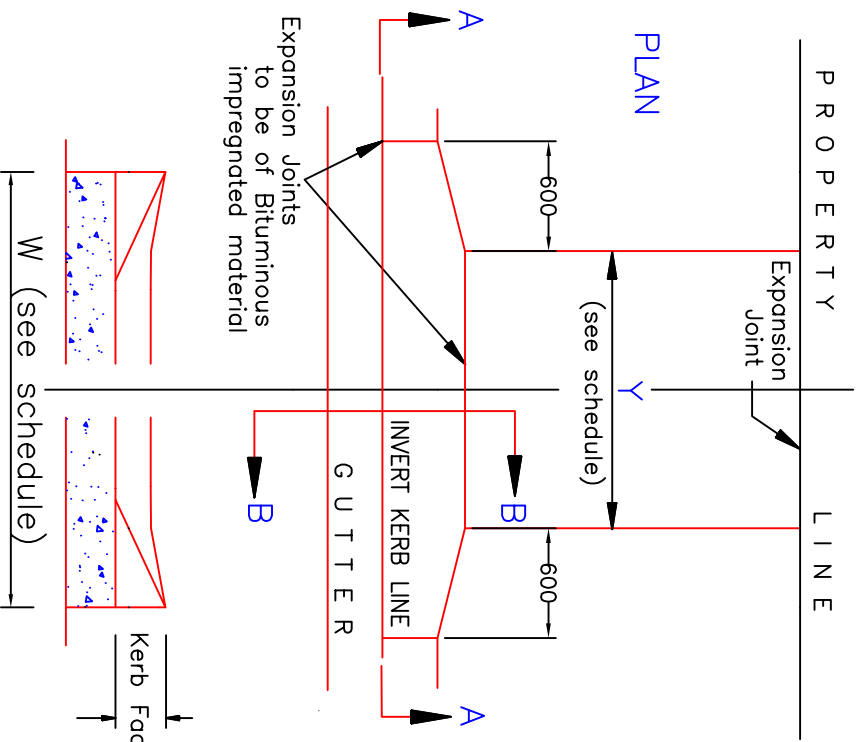 PROPERTY LINE
PLAN
Expansion
Joint
600
Y
(see schedule)
600
A
A
B
B
INVERT KERB LINE
GUTTER
Expansion Joints
to be of Bituminous
impregnated material
W (see schedule)
Kerb Fac